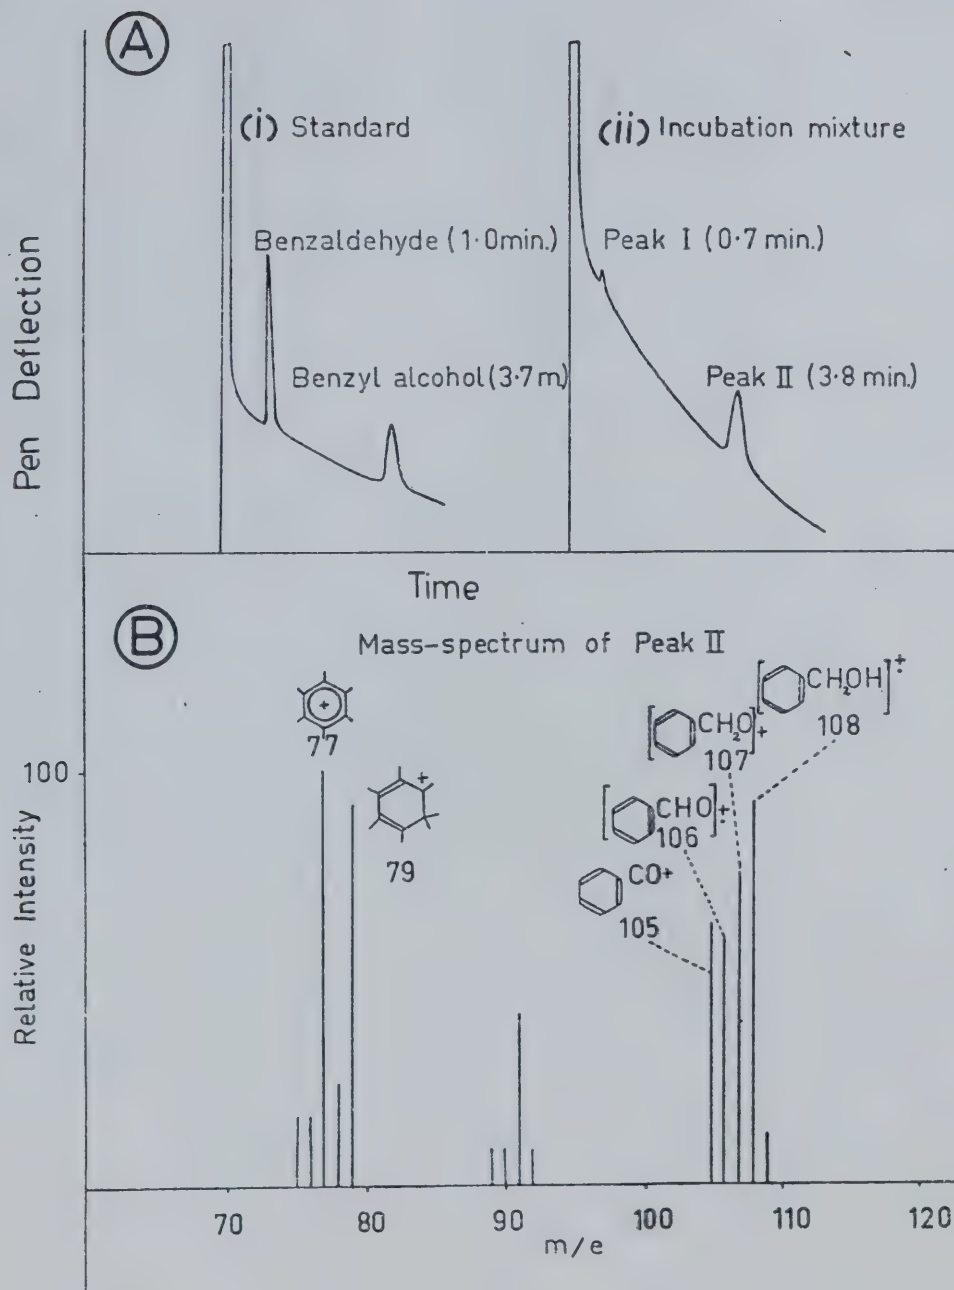 A
(i) Standard
(ii) Incubation mixture
Benzaldehyde (1·0min.)
Peak I (0·7 min.)
Benzyl alcohol(3·7m)
Peak II (3·8 min.)
Pen Deflection
Time
B
Mass-spectrum of Peak II
[CH₂OH]+·
108
[CH₂O]+
107
[CHO]+·
106
CO+
105
+
77
+
79
100
Relative Intensity
70 80 90 100 110 120
m/e